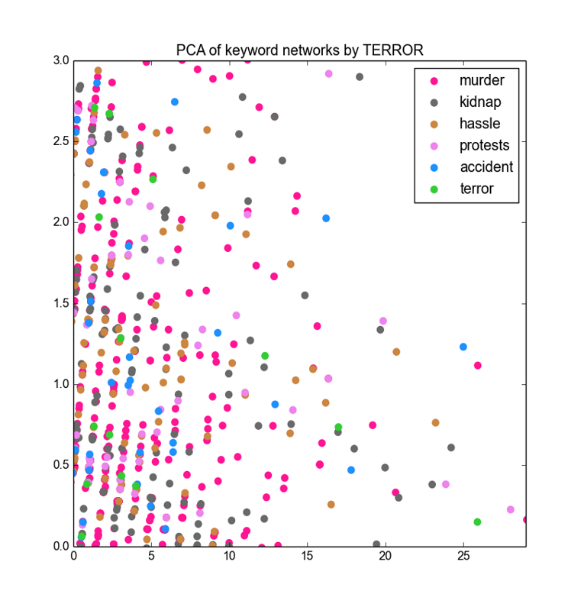 PCA of keyword networks by TERROR
3.0
murder
kidnap
hassle
protests
accident
terror
2.5
2.0
1.5
1.0
0.5
0.0
0 5 10 15 20 25